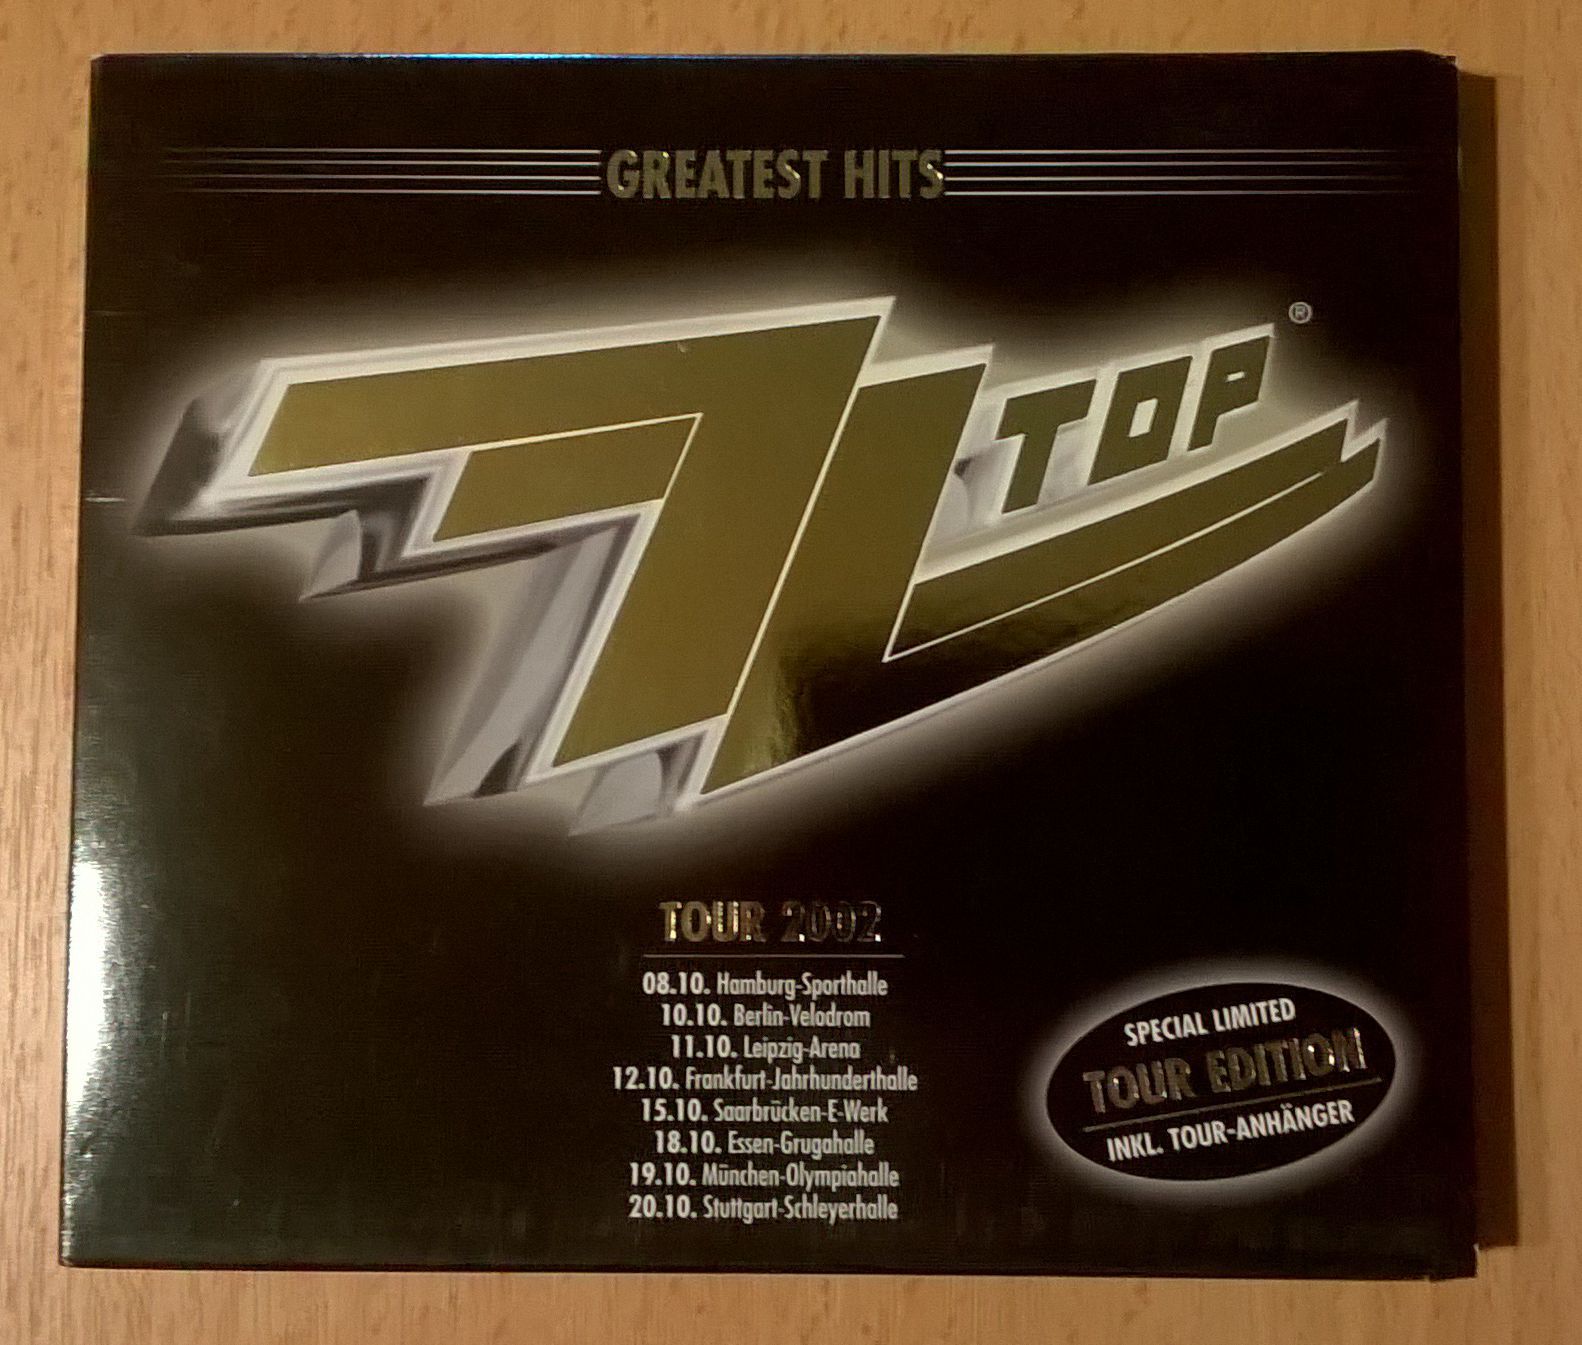 GREATEST HITS
ZZ TOP ®
TOUR 2002
08.10. Hamburg-Sporthalle
10.10. Berlin-Velodrom
11.10. Leipzig-Arena
12.10. Frankfurt-Jahrhunderthalle
15.10. Saarbrücken-E-Werk
18.10. Essen-Grugahalle
19.10. München-Olympiahalle
20.10. Stuttgart-Schleyerhalle
SPECIAL LIMITED
TOUR EDITION
INKL. TOUR-ANHÄNGER